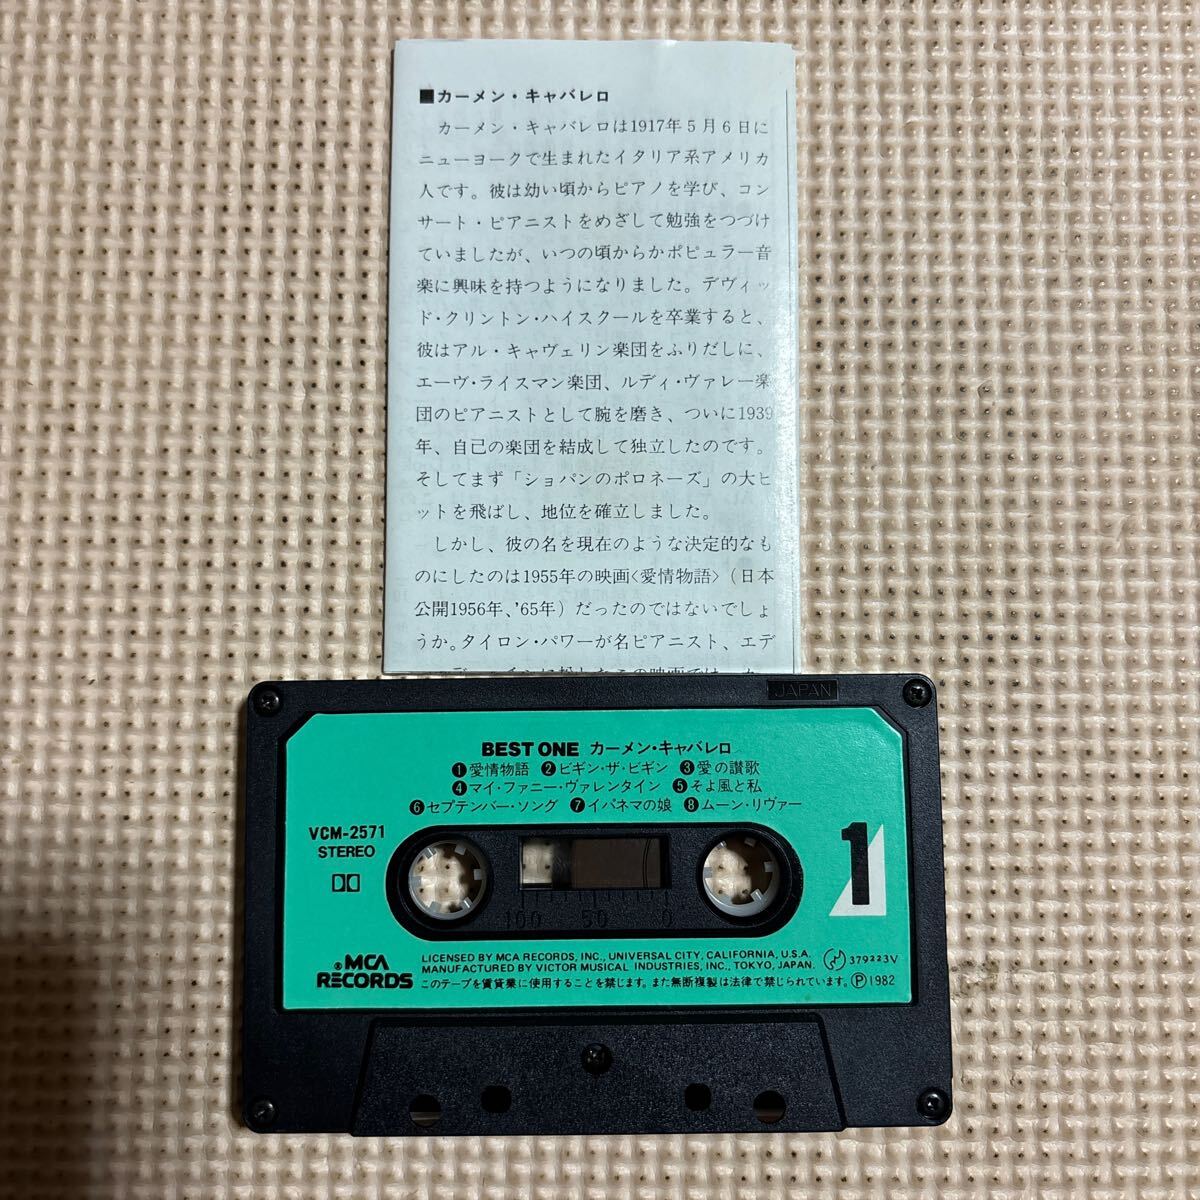 ■カーメン・キャバレロ
カーメン・キャバレロは1917年5月6日に
ニューヨークで生まれたイタリア系アメリカ
人です。彼は幼い頃からピアノを学び、コン
サート・ピアニストをめざして勉強をつづけ
ていましたが、いつの頃からかポピュラー音
楽に興味を持つようになりました。デヴィッ
ド・クリントン・ハイスクールを卒業すると、
彼はアル・キャヴェリン楽団をふりだしに、
エーヴ・ライスマン楽団、ルディ・ヴァレー楽
団のピアニストとして腕を磨き、ついに1939
年、自己の楽団を結成して独立したのです。
そしてまず「ショパンのポロネーズ」の大ヒ
ットを飛ばし、地位を確立しました。
しかし、彼の名を現在のような決定的なも
のにしたのは1955年の映画〈愛情物語〉(日本
公開1956年、'65年)だったのではないでしょ
うか。タイロン・パワーが名ピアニスト、エデ
JAPAN
BEST ONE カーメン・キャバレロ
❶愛情物語 ❷ビギン・ザ・ビギン ❸愛の讃歌
❹マイ・ファニー・ヴァレンタイン ❺そよ風と私
❻セプテンバー・ソング ❼イパネマの娘 ❽ムーン・リヴァー
VCM-2571
STEREO
1
100 50 0
MCA RECORDS
LICENSED BY MCA RECORDS, INC., UNIVERSAL CITY, CALIFORNIA, U.S.A.
MANUFACTURED BY VICTOR MUSICAL INDUSTRIES, INC., TOKYO, JAPAN.
379223V
このテープを賃貸業に使用することを禁じます。また無断複製は法律で禁じられています。Ⓟ1982